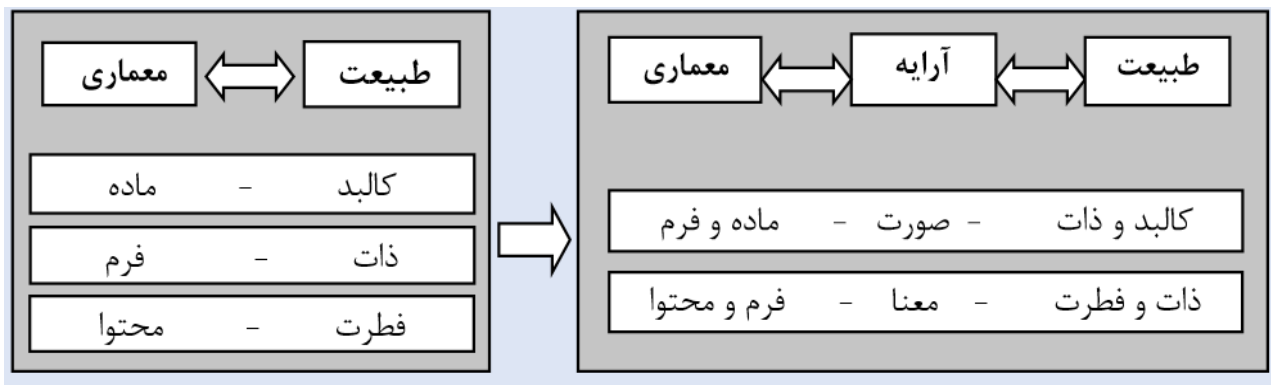 طبیعت معماری
کالبد - ماده
ذات - فرم
فطرت - محتوا
طبیعت آرایه معماری
کالبد و ذات - صورت - ماده و فرم
ذات و فطرت - معنا - فرم و محتوا